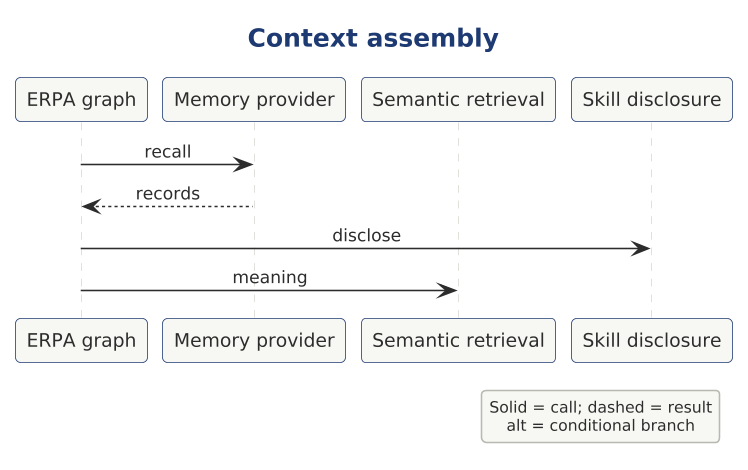 Context assembly
ERPA graph
Memory provider
Semantic retrieval
Skill disclosure
recall
records
disclose
meaning
ERPA graph
Memory provider
Semantic retrieval
Skill disclosure
Solid = call; dashed = result
alt = conditional branch